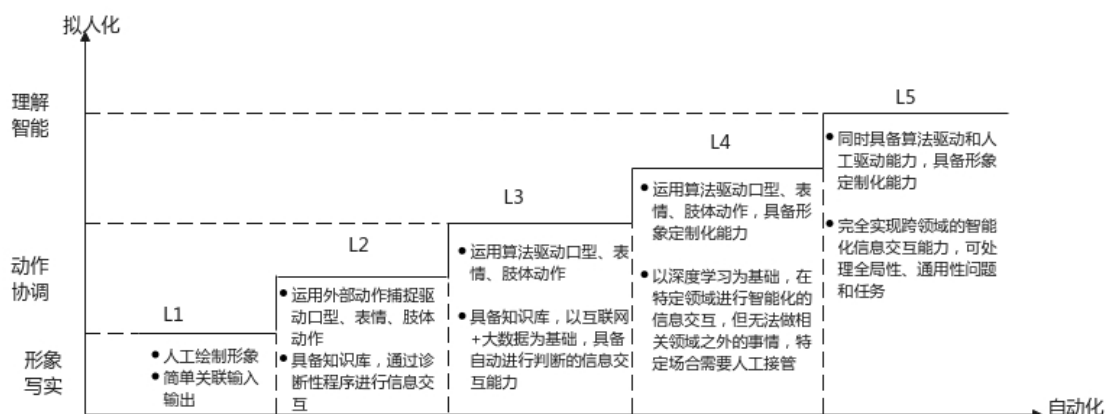 拟人化
理解
智能
动作
协调
形象
写实
L1
● 人工绘制形象
● 简单关联输入
输出
L2
● 运用外部动作捕捉驱
动口型、表情、肢体
动作
● 具备知识库，通过诊
断性程序进行信息交
互
L3
● 运用算法驱动口型、表
情、肢体动作
● 具备知识库，以互联网
+大数据为基础，具备
自动进行判断的信息交
互能力
L4
● 运用算法驱动口型、表
情、肢体动作，具备形
象定制化能力
● 以深度学习为基础，在
特定领域进行智能化的
信息交互，但无法做相
关领域之外的事情，特
定场合需要人工接管
L5
● 同时具备算法驱动和人
工驱动能力，具备形象
定制化能力
● 完全实现跨领域的智能
化信息交互能力，可处
理全局性、通用性问题
和任务
自动化